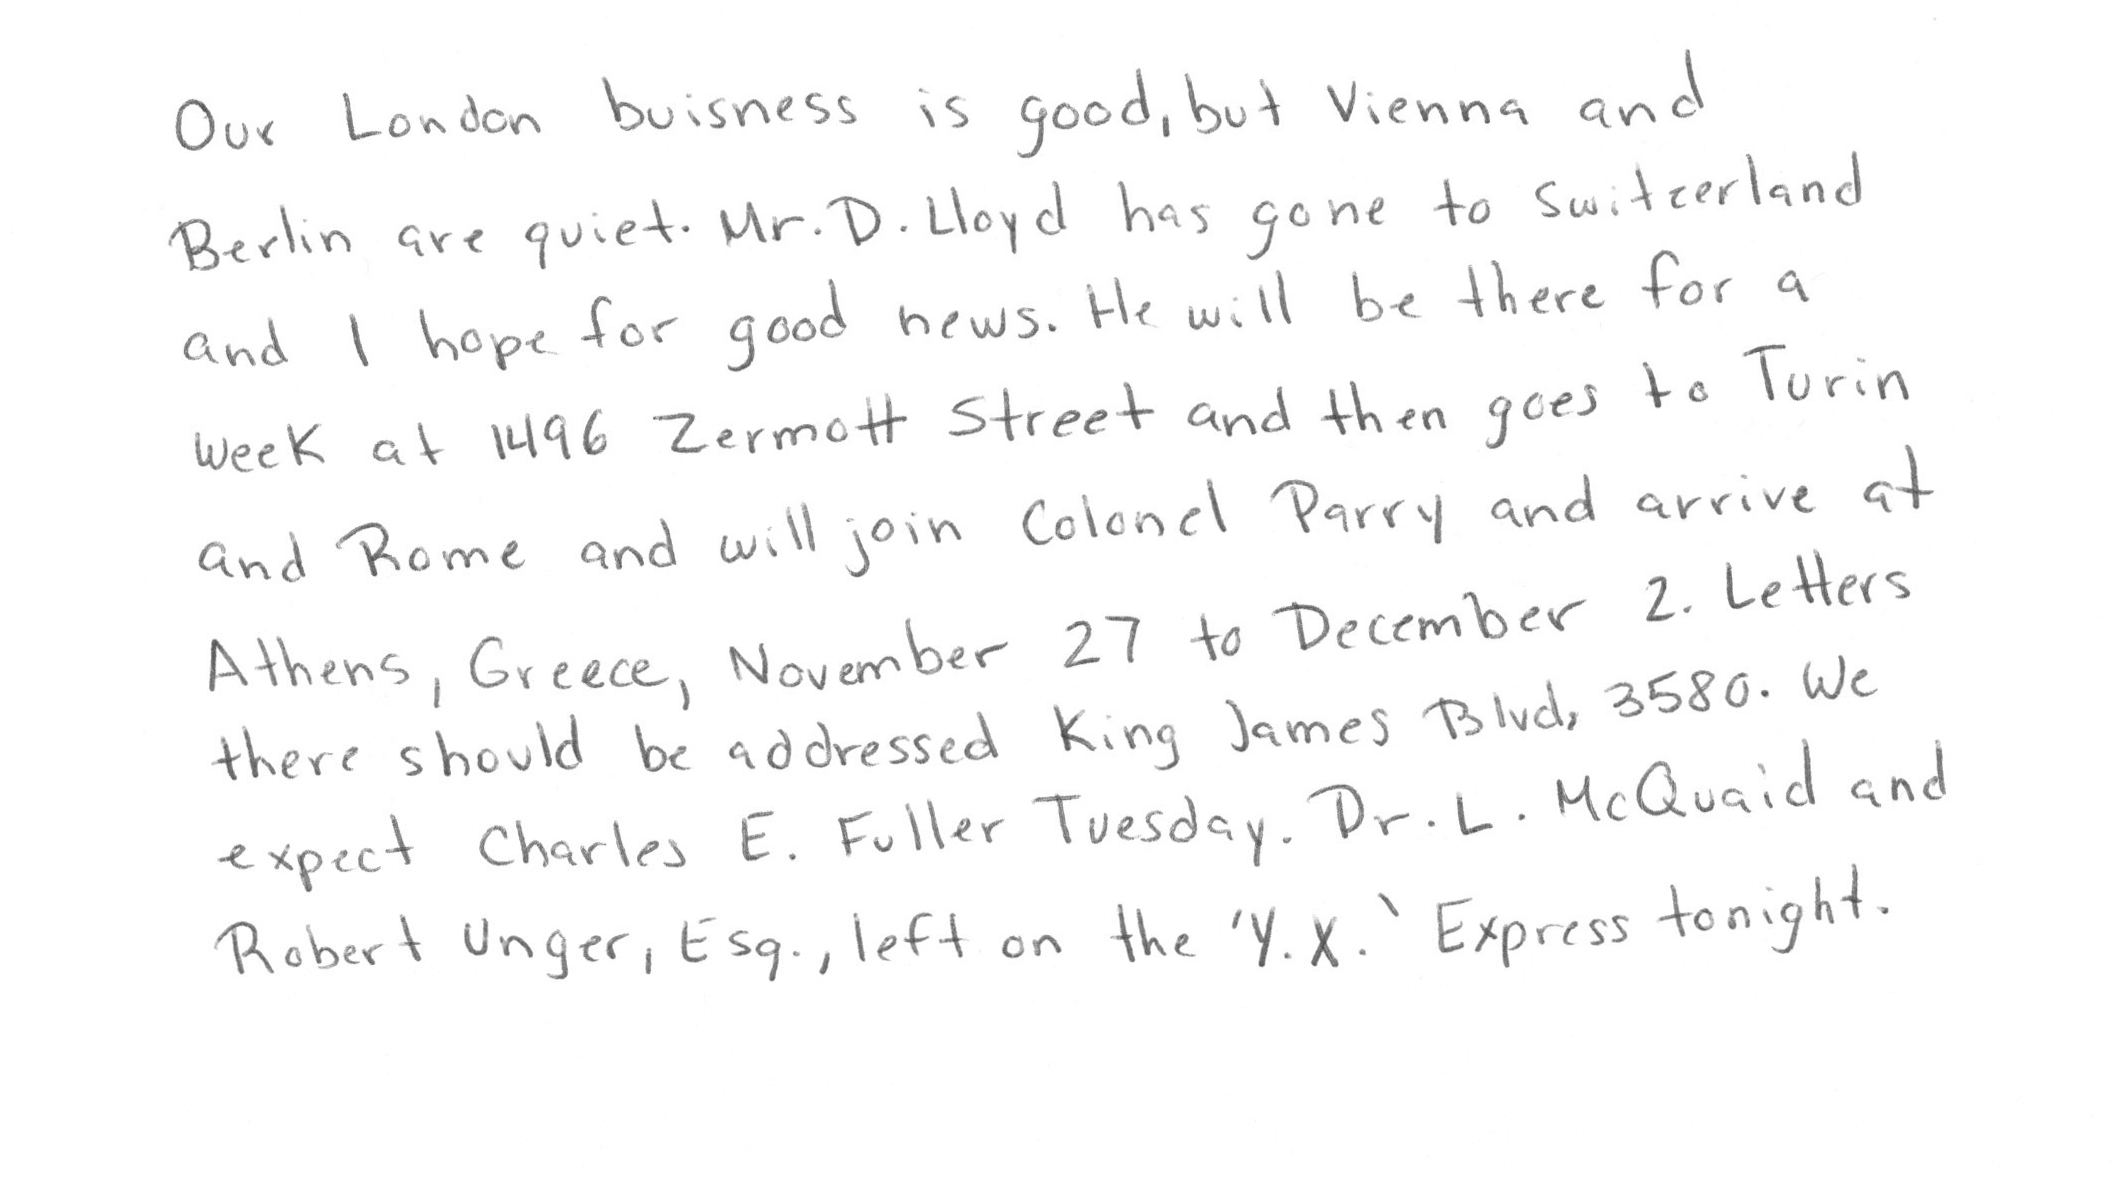 Our London buisness is good, but Vienna and
Berlin are quiet. Mr. D. Lloyd has gone to Switzerland
and I hope for good news. He will be there for a
week at 1496 Zermott Street and then goes to Turin
and Rome and will join Colonel Parry and arrive at
Athens, Greece, November 27 to December 2. Letters
there should be addressed King James Blvd, 3580. We
expect Charles E. Fuller Tuesday. Dr. L. McQuaid and
Robert Unger, Esq., left on the 'Y.X.` Express tonight.